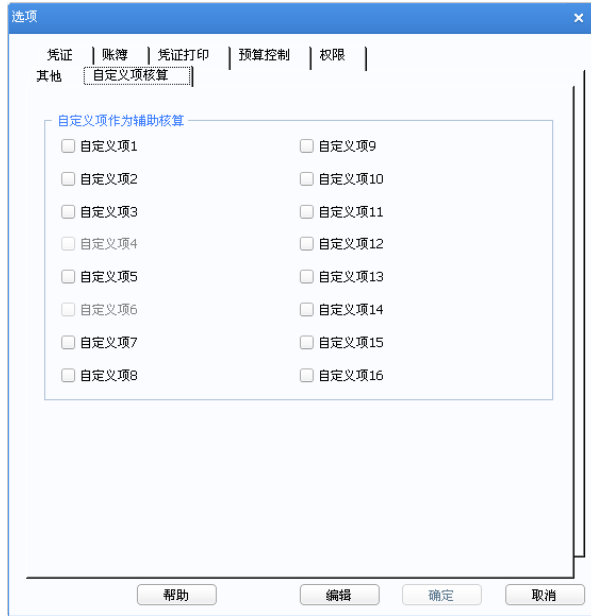 选项
凭证 账簿 凭证打印 预算控制 权限
其他 自定义项核算
自定义项作为辅助核算
自定义项1 自定义项9
自定义项2 自定义项10
自定义项3 自定义项11
自定义项4 自定义项12
自定义项5 自定义项13
自定义项6 自定义项14
自定义项7 自定义项15
自定义项8 自定义项16
帮助 编辑 确定 取消